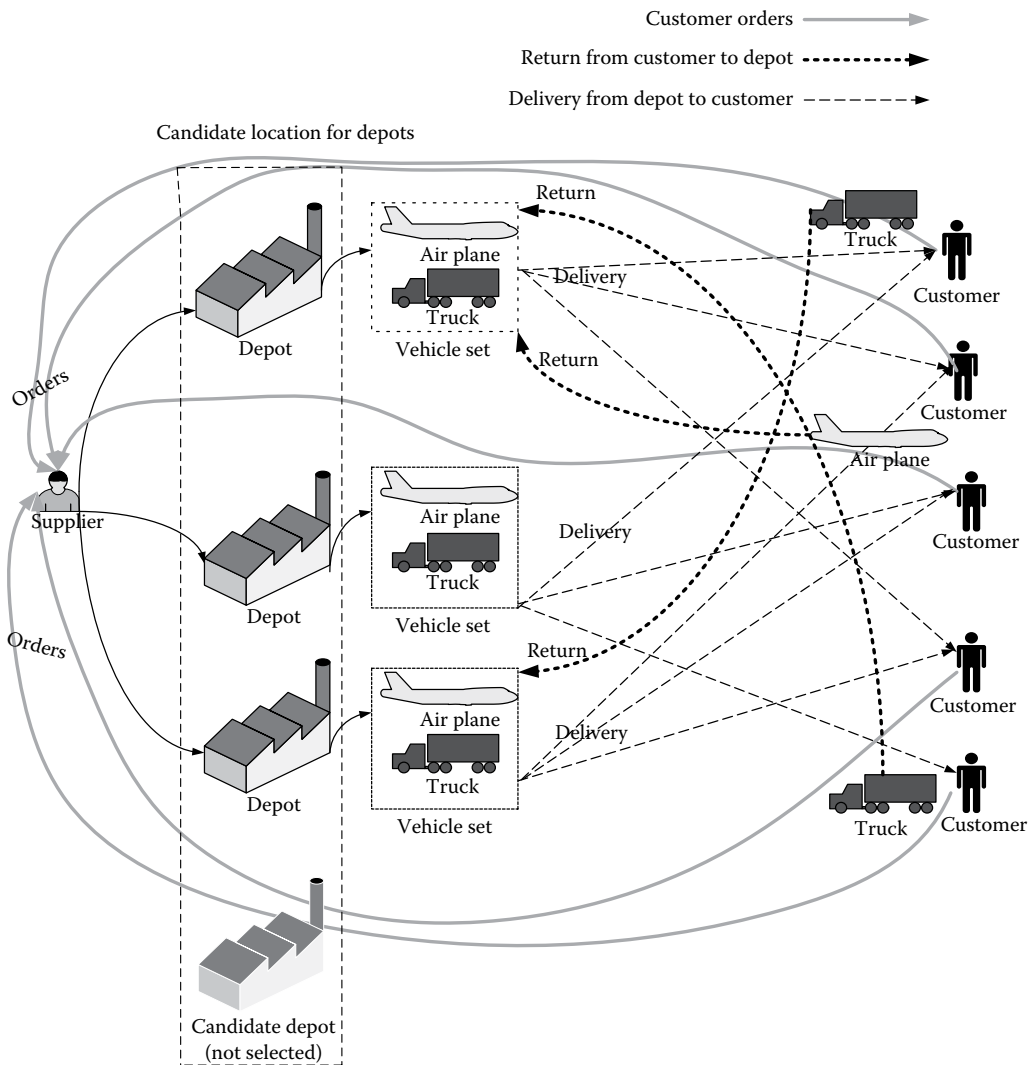 Customer orders
Return from customer to depot
Delivery from depot to customer
Candidate location for depots
Return
Air plane
Truck
Vehicle set
Depot
Delivery
Truck
Customer
Orders
Return
Customer
Air plane
Supplier
Air plane
Truck
Vehicle set
Depot
Delivery
Customer
Orders
Return
Air plane
Truck
Vehicle set
Depot
Delivery
Customer
Truck
Customer
Candidate depot
(not selected)